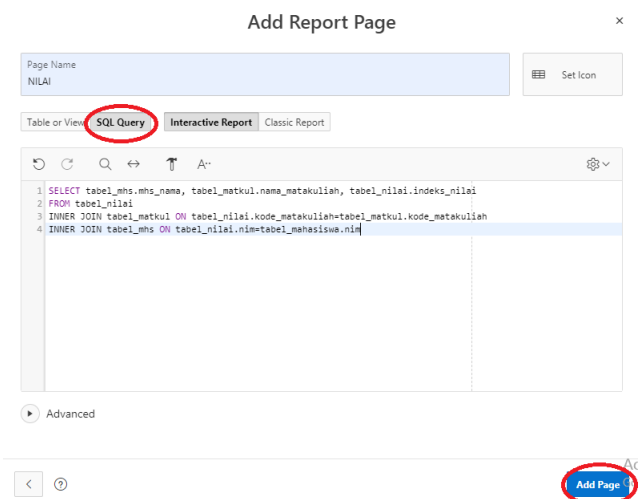 Add Report Page
×
Page Name
NILAI
Set Icon
Table or View SQL Query Interactive Report Classic Report
A
1 SELECT tabel_mhs.mhs_nama, tabel_matkul.nama_matakuliah, tabel_nilai.indeks_nilai
2 FROM tabel_nilai
3 INNER JOIN tabel_matkul ON tabel_nilai.kode_matakuliah=tabel_matkul.kode_matakuliah
4 INNER JOIN tabel_mhs ON tabel_nilai.nim=tabel_mahasiswa.nim
Advanced
< ?
Add Page